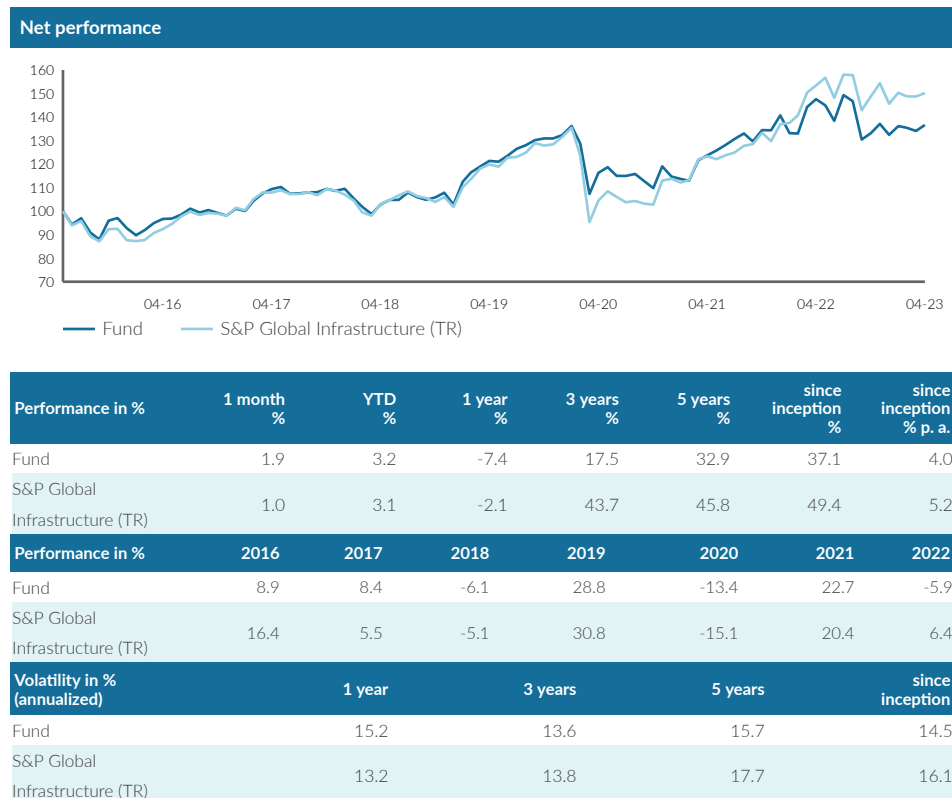 Net performance
160
150
140
130
120
110
100
90
80
70
04-16 04-17 04-18 04-19 04-20 04-21 04-22 04-23
Fund S&P Global Infrastructure (TR)
Performance in % 1 month % YTD % 1 year % 3 years % 5 years % since inception % since inception % p. a.
Fund 1.9 3.2 -7.4 17.5 32.9 37.1 4.0
S&P Global
Infrastructure (TR) 1.0 3.1 -2.1 43.7 45.8 49.4 5.2
Performance in % 2016 2017 2018 2019 2020 2021 2022
Fund 8.9 8.4 -6.1 28.8 -13.4 22.7 -5.9
S&P Global
Infrastructure (TR) 16.4 5.5 -5.1 30.8 -15.1 20.4 6.4
Volatility in %
(annualized) 1 year 3 years 5 years since inception
Fund 15.2 13.6 15.7 14.5
S&P Global
Infrastructure (TR) 13.2 13.8 17.7 16.1